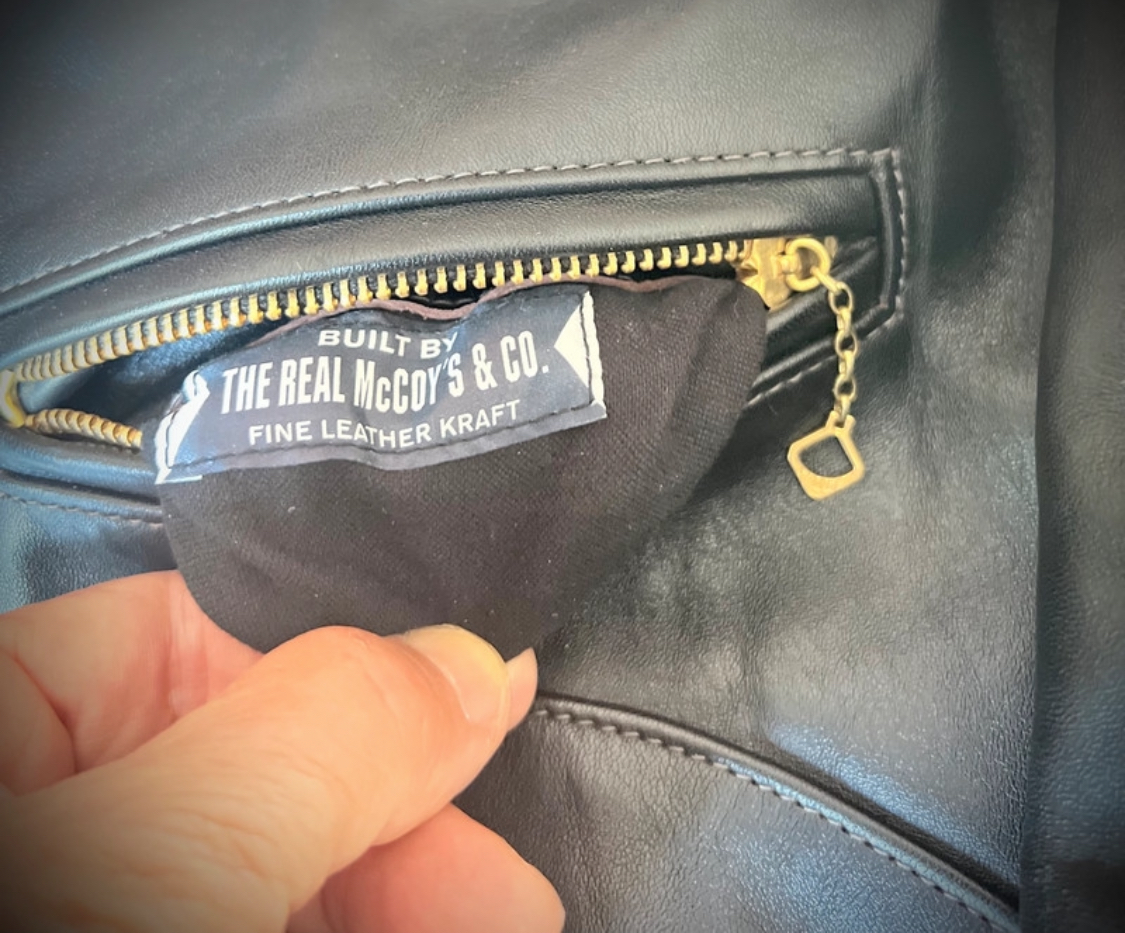 BUILT BY
THE REAL McCOY'S & CO.
FINE LEATHER KRAFT